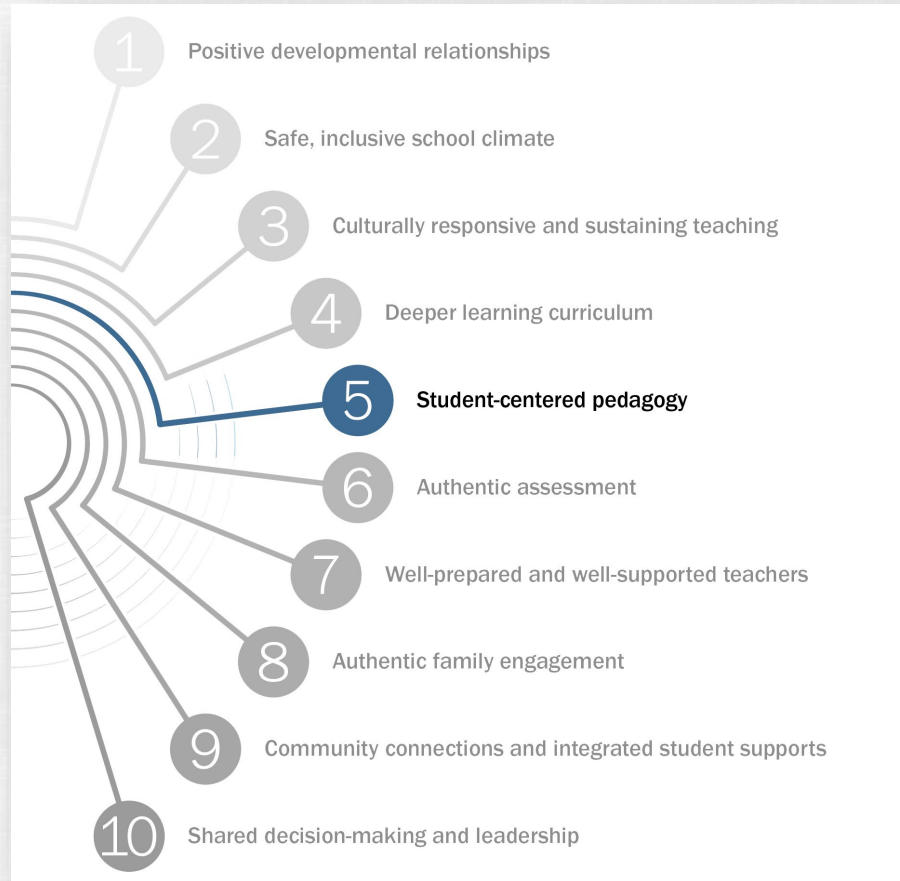 1 Positive developmental relationships
2 Safe, inclusive school climate
3 Culturally responsive and sustaining teaching
4 Deeper learning curriculum
5 Student-centered pedagogy
6 Authentic assessment
7 Well-prepared and well-supported teachers
8 Authentic family engagement
9 Community connections and integrated student supports
10 Shared decision-making and leadership